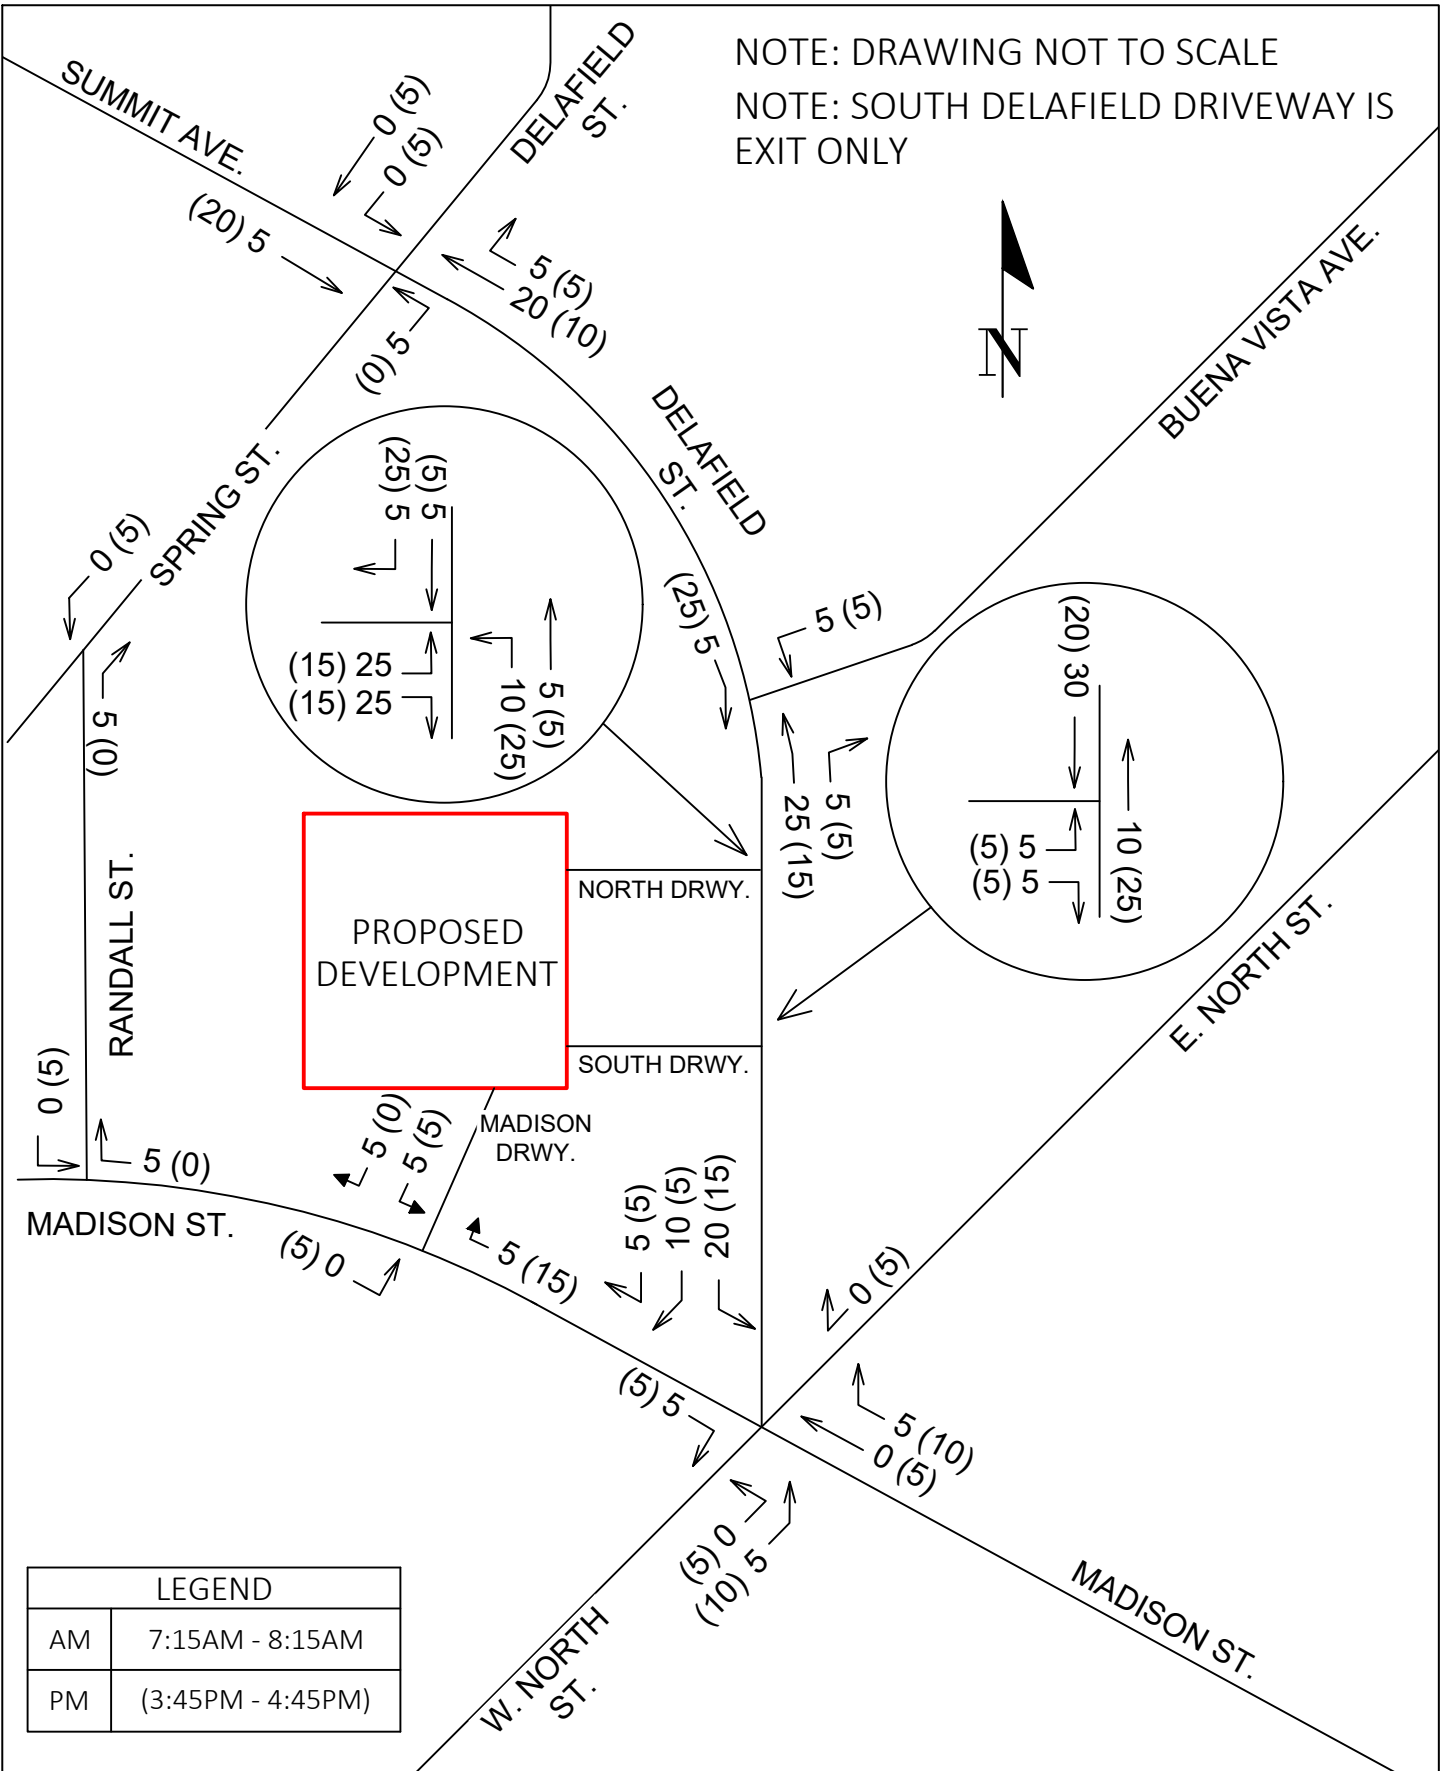 NOTE: DRAWING NOT TO SCALE
NOTE: SOUTH DELAFIELD DRIVEWAY IS
EXIT ONLY
SUMMIT AVE.
DELAFIELD
ST.
0 (5)
0 (5)
(20) 5
5 (5)
20 (10)
(0) 5
N
BUENA VISTA AVE.
DELAFIELD
ST.
SPRING ST.
0 (5)
5 (0)
(5) 5
(25) 5
(15) 25
(15) 25
5 (5)
10 (25)
(25) 5
5 (5)
5 (5)
25 (15)
(20) 30
10 (25)
(5) 5
(5) 5
RANDALL ST.
PROPOSED
DEVELOPMENT
NORTH DRWY.
SOUTH DRWY.
MADISON
DRWY.
E. NORTH ST.
0 (5)
5 (0)
MADISON ST.
5 (0)
5 (5)
(5) 0
5 (15)
5 (5)
10 (5)
20 (15)
0 (5)
(5) 5
5 (10)
0 (5)
(5) 0
(10) 5
MADISON ST.
W. NORTH
ST.
LEGEND
AM 7:15AM - 8:15AM
PM (3:45PM - 4:45PM)